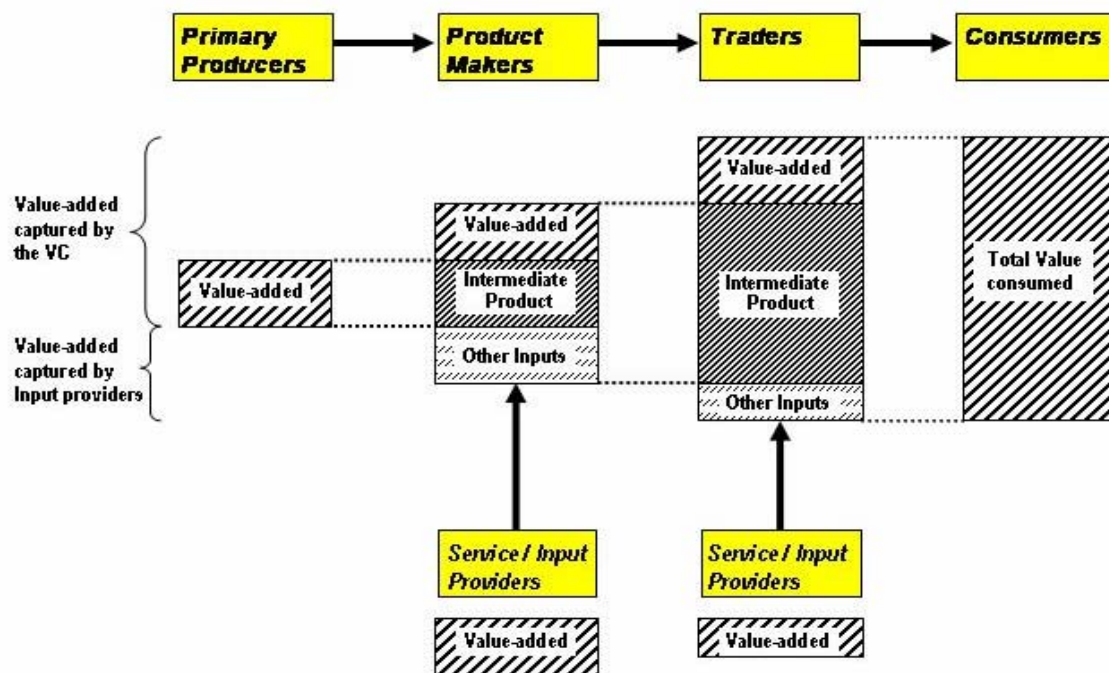 Primary
Producers
Product
Makers
Traders
Consumers
Value-added
captured by
the VC
Value-added
captured by
Input providers
Value-added
Value-added
Intermediate
Product
Other Inputs
Value-added
Intermediate
Product
Other Inputs
Total Value
consumed
Service / Input
Providers
Value-added
Service / Input
Providers
Value-added